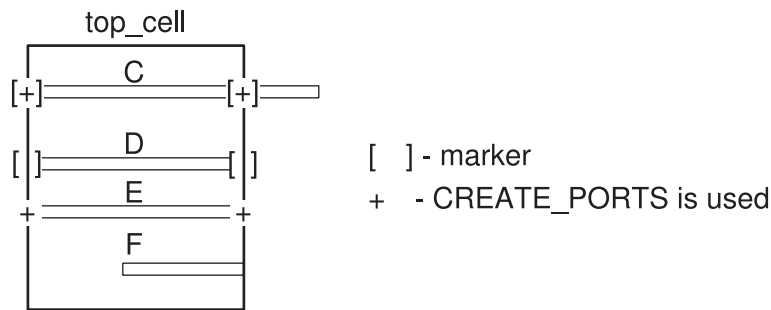 top_cell
C
[+] [+]
D
[ ] [ ]
[ ] - marker
E
+ - CREATE_PORTS is used
+ +
F